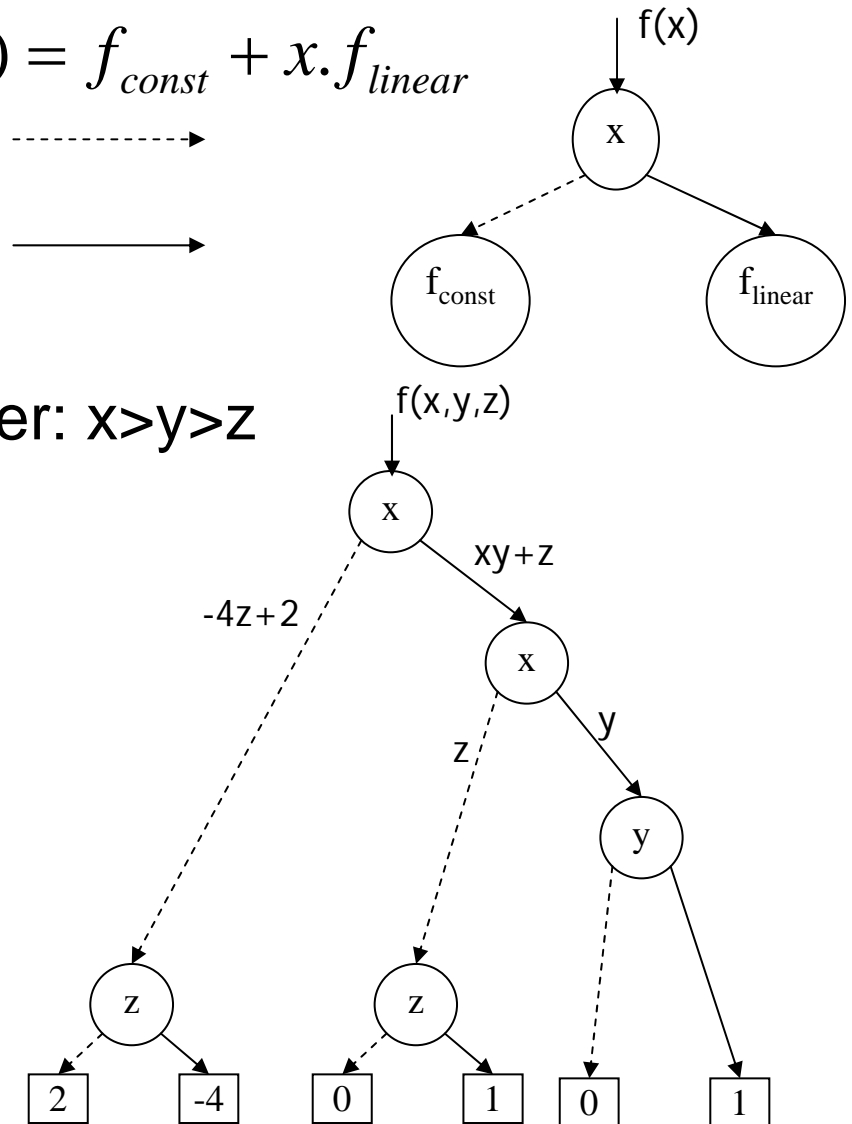 ) = f_const + x.f_linear
f(x)
x
f_const
f_linear
er: x>y>z
f(x,y,z)
x
xy+z
-4z+2
x
y
z
y
z
z
2
-4
0
1
0
1